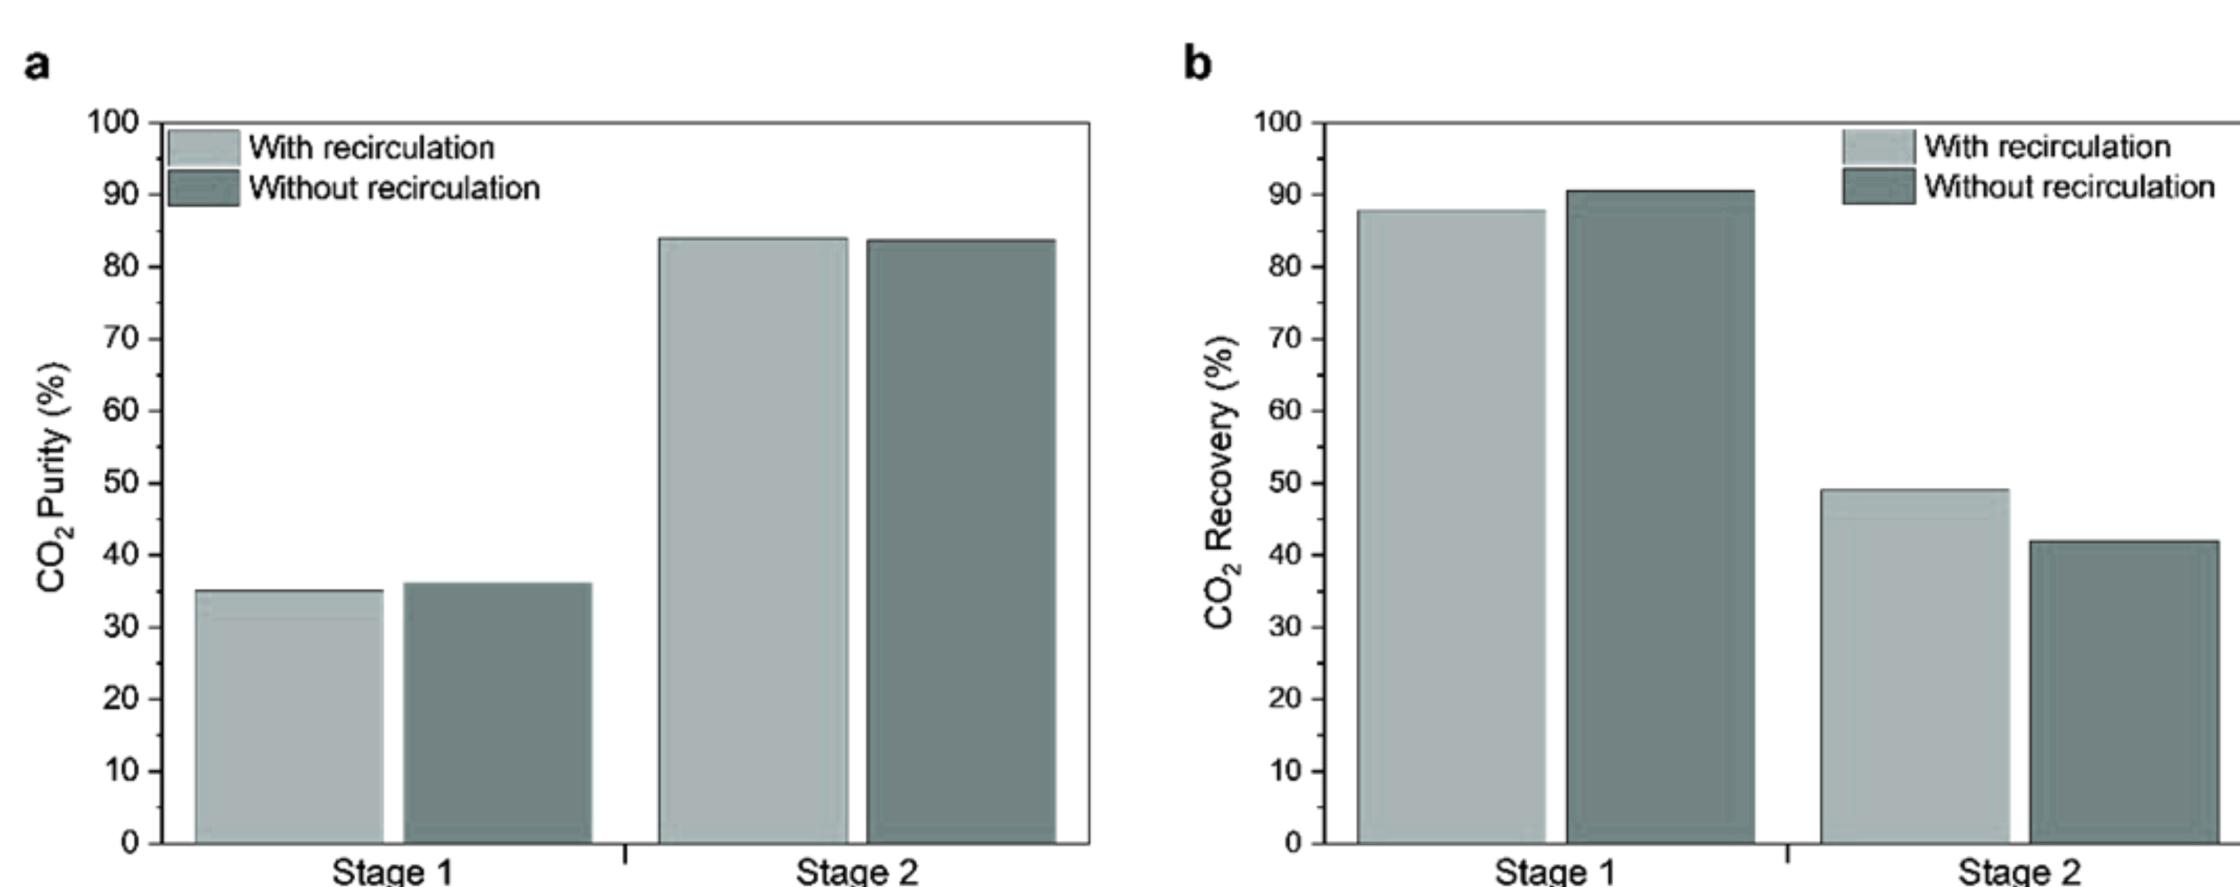 a
100
90
80
70
60
50
40
30
20
10
0
CO2 Purity (%)
With recirculation
Without recirculation
Stage 1
Stage 2
b
100
90
80
70
60
50
40
30
20
10
0
CO2 Recovery (%)
With recirculation
Without recirculation
Stage 1
Stage 2